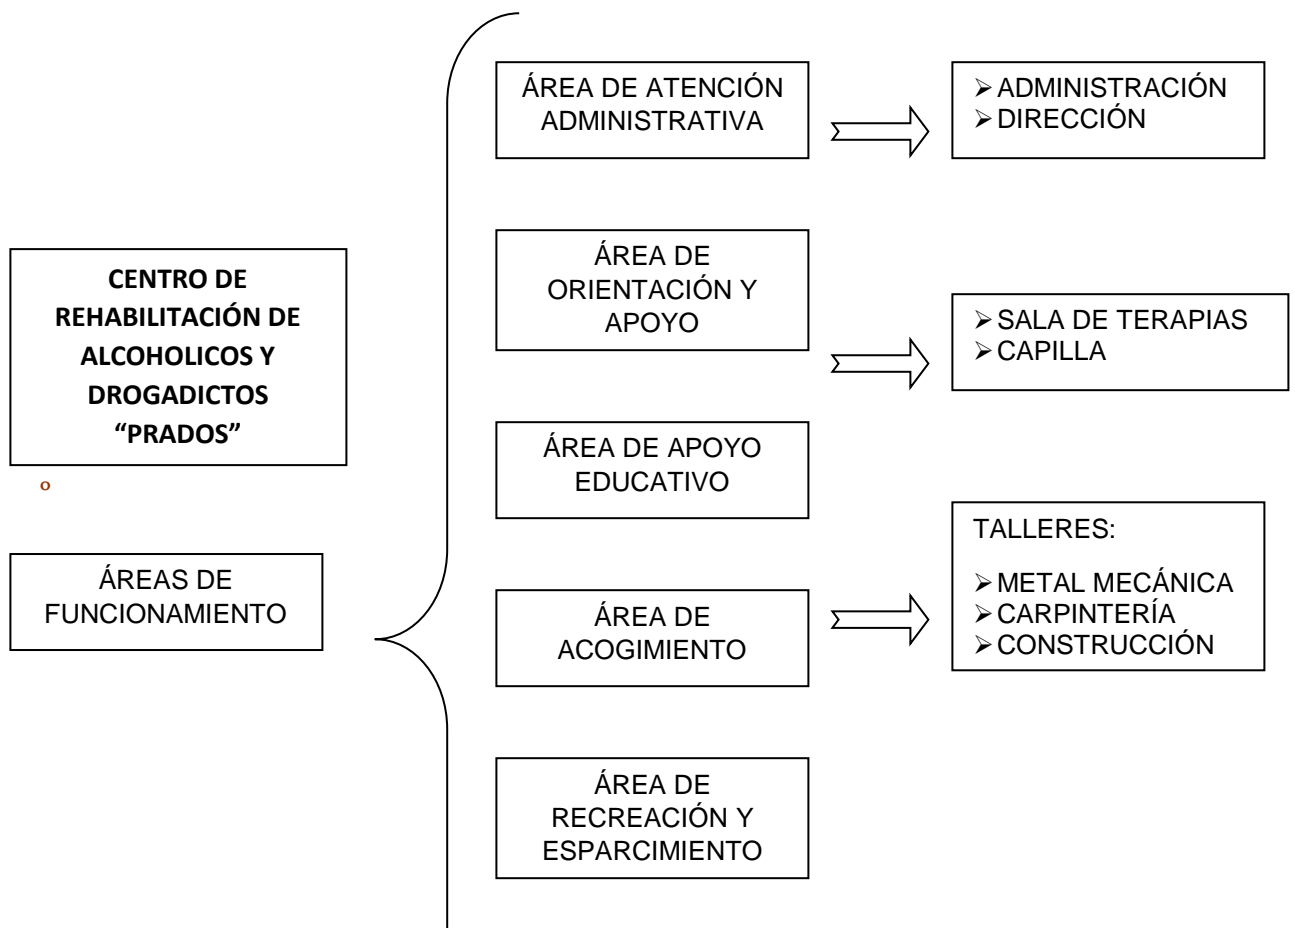 CENTRO DE
REHABILITACIÓN DE
ALCOHOLICOS Y
DROGADICTOS
“PRADOS”
o
ÁREAS DE
FUNCIONAMIENTO
ÁREA DE ATENCIÓN
ADMINISTRATIVA
ÁREA DE
ORIENTACIÓN Y
APOYO
ÁREA DE APOYO
EDUCATIVO
ÁREA DE
ACOGIMIENTO
ÁREA DE
RECREACIÓN Y
ESPARCIMIENTO
➢ ADMINISTRACIÓN
➢ DIRECCIÓN
➢ SALA DE TERAPIAS
➢ CAPILLA
TALLERES:
➢ METAL MECÁNICA
➢ CARPINTERÍA
➢ CONSTRUCCIÓN